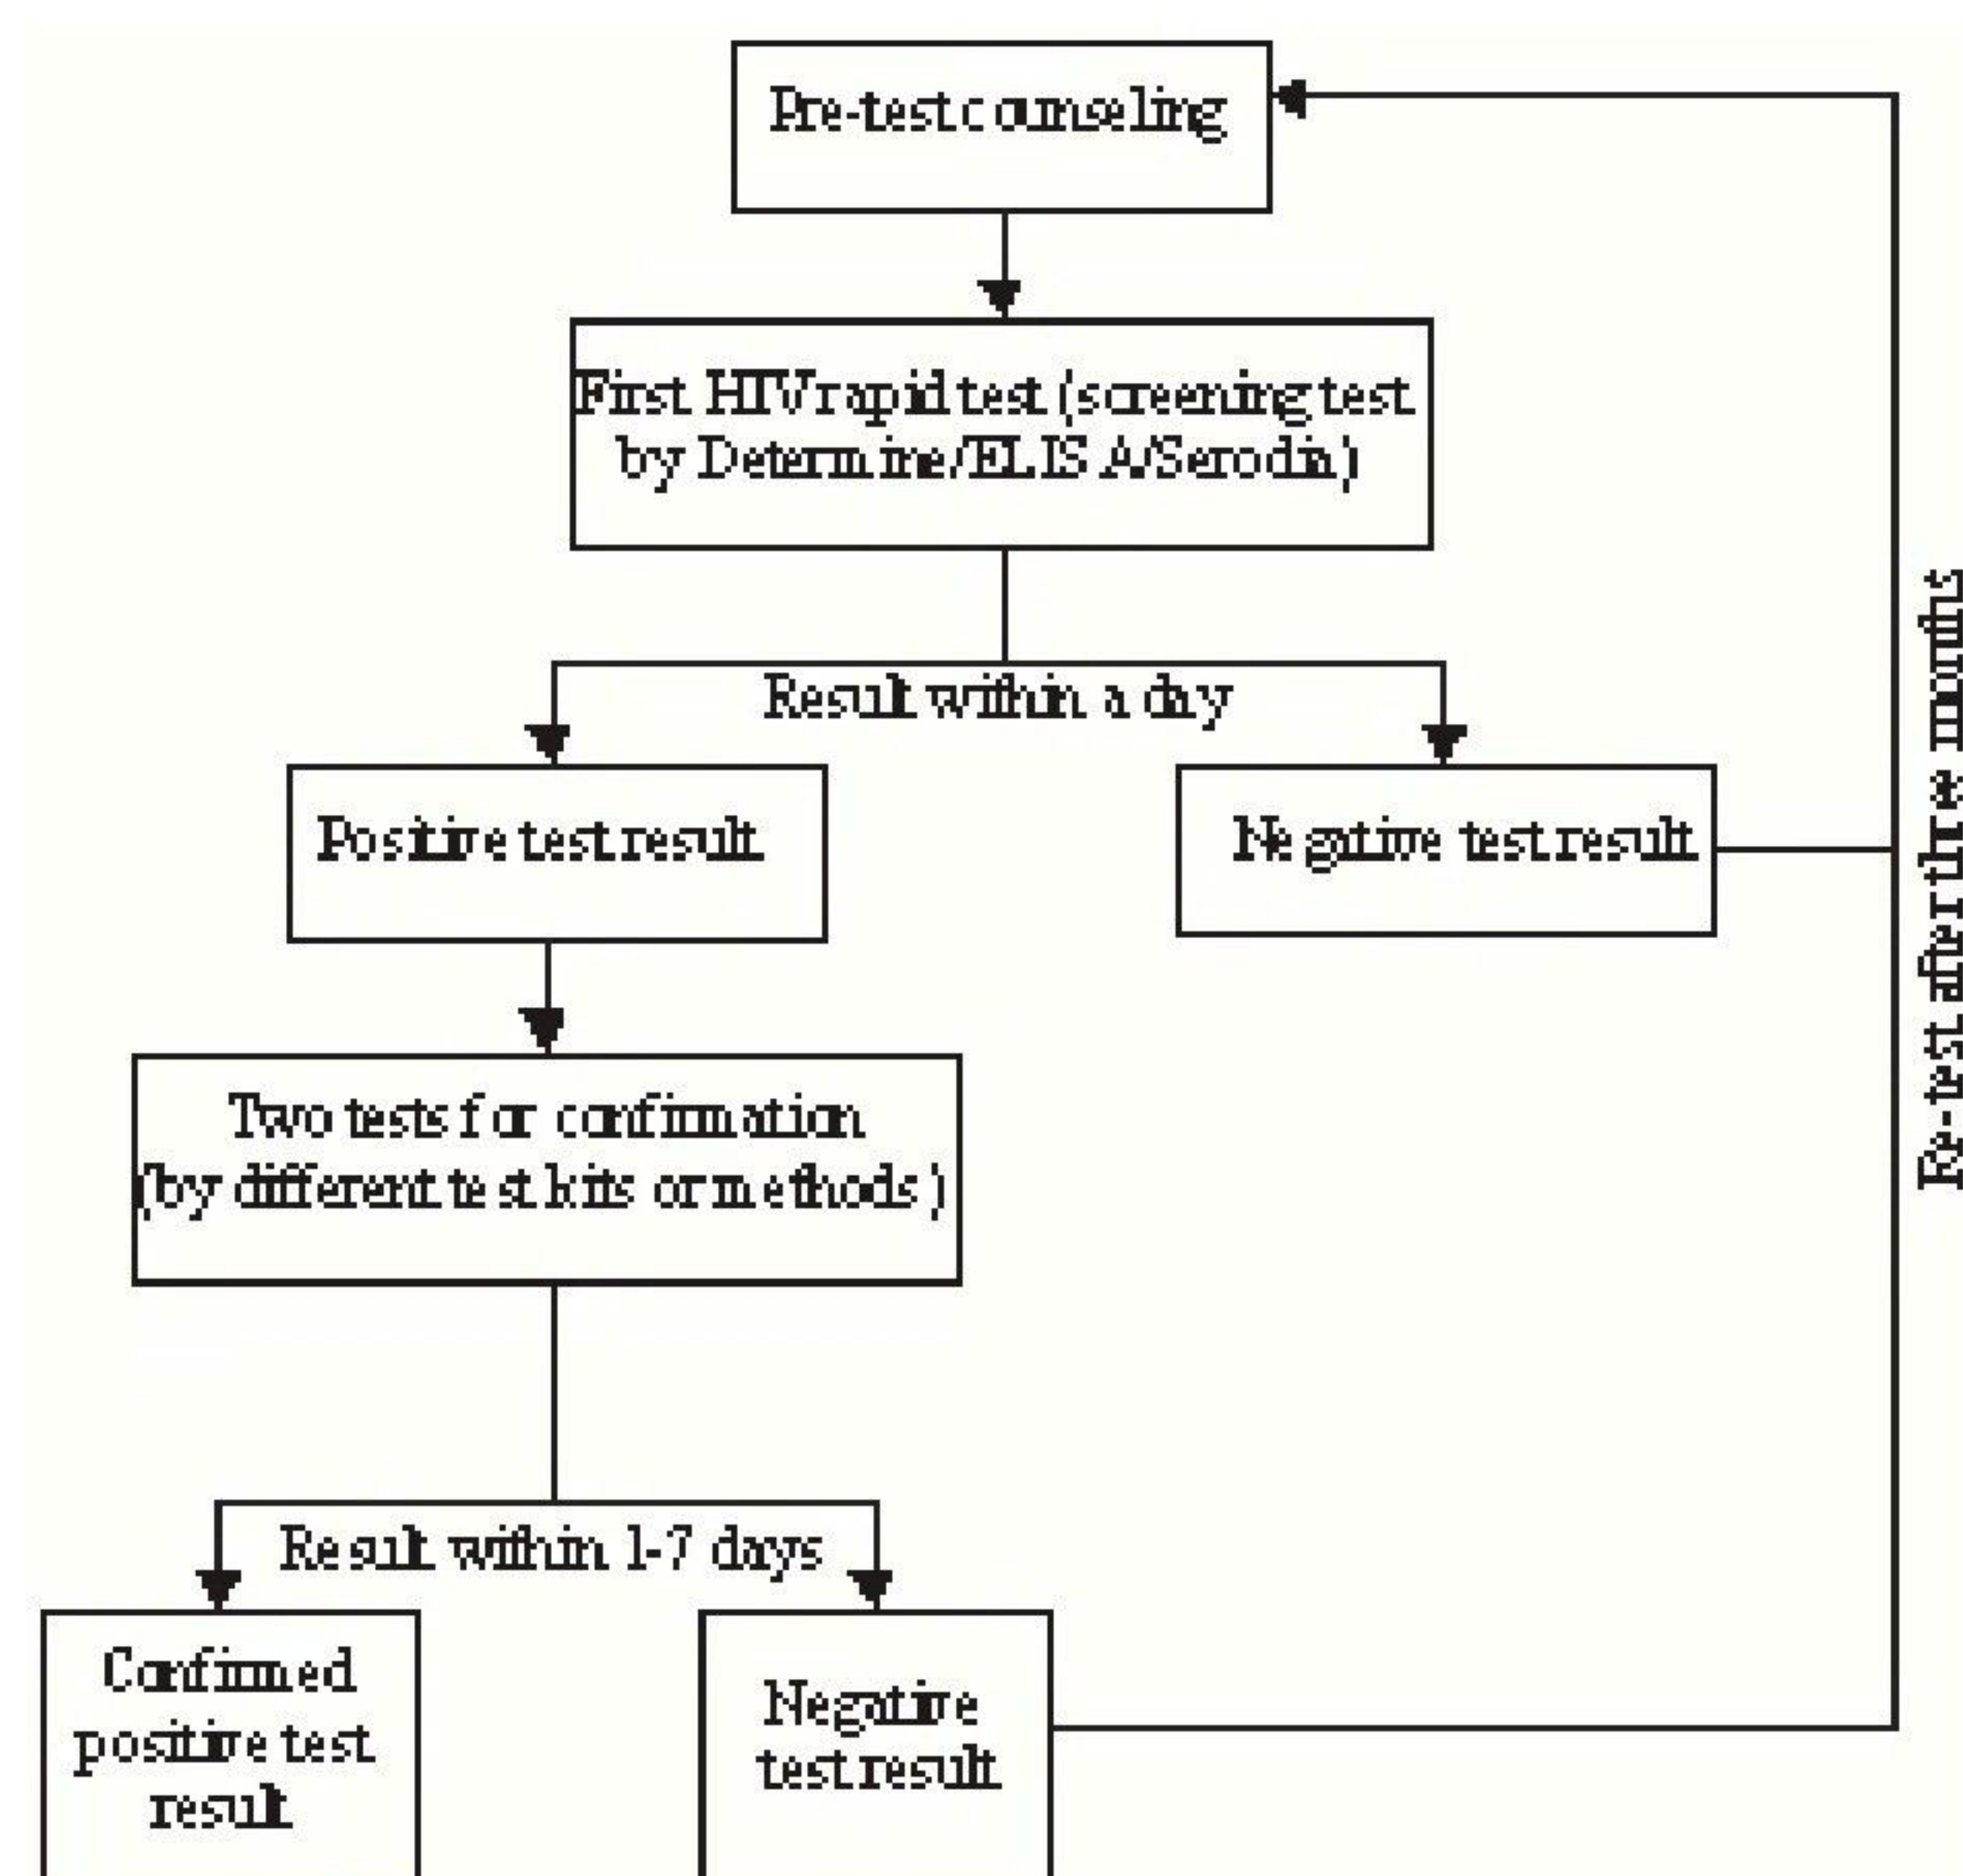 Pre-test counseling
First HIV rapid test (screening test
by Determine/ELISA/Serodin)
Result within a day
Positive test result
Negative test result
Re-test after three months
Two tests for confirmation
(by different test kits or methods)
Result within 1-7 days
Confirmed
positive test
result
Negative
test result